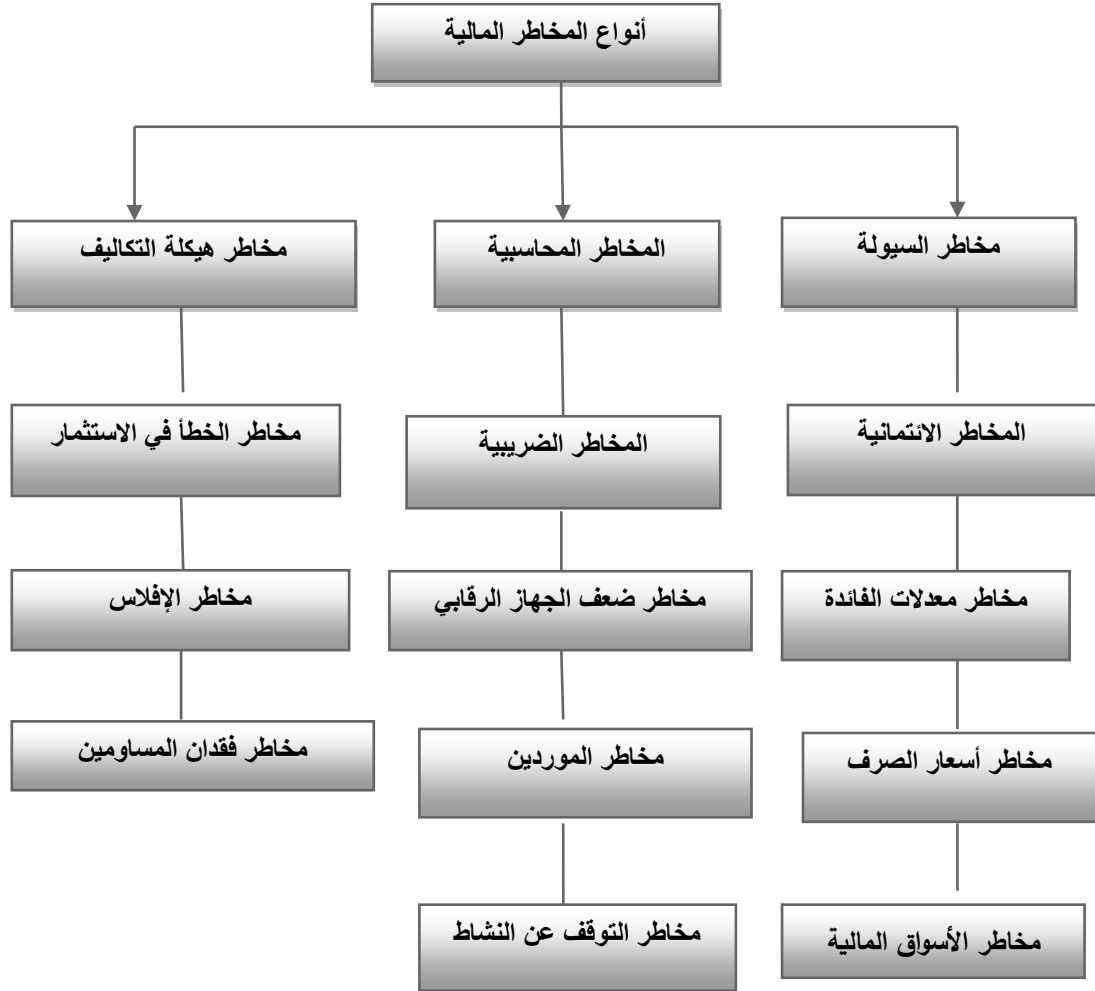 أنواع المخاطر المالية
مخاطر السيولة
المخاطر المحاسبية
مخاطر هيكلة التكاليف
المخاطر الائتمانية
المخاطر الضريبية
مخاطر الخطأ في الاستثمار
مخاطر معدلات الفائدة
مخاطر ضعف الجهاز الرقابي
مخاطر الإفلاس
مخاطر أسعار الصرف
مخاطر الموردين
مخاطر فقدان المساومين
مخاطر الأسواق المالية
مخاطر التوقف عن النشاط